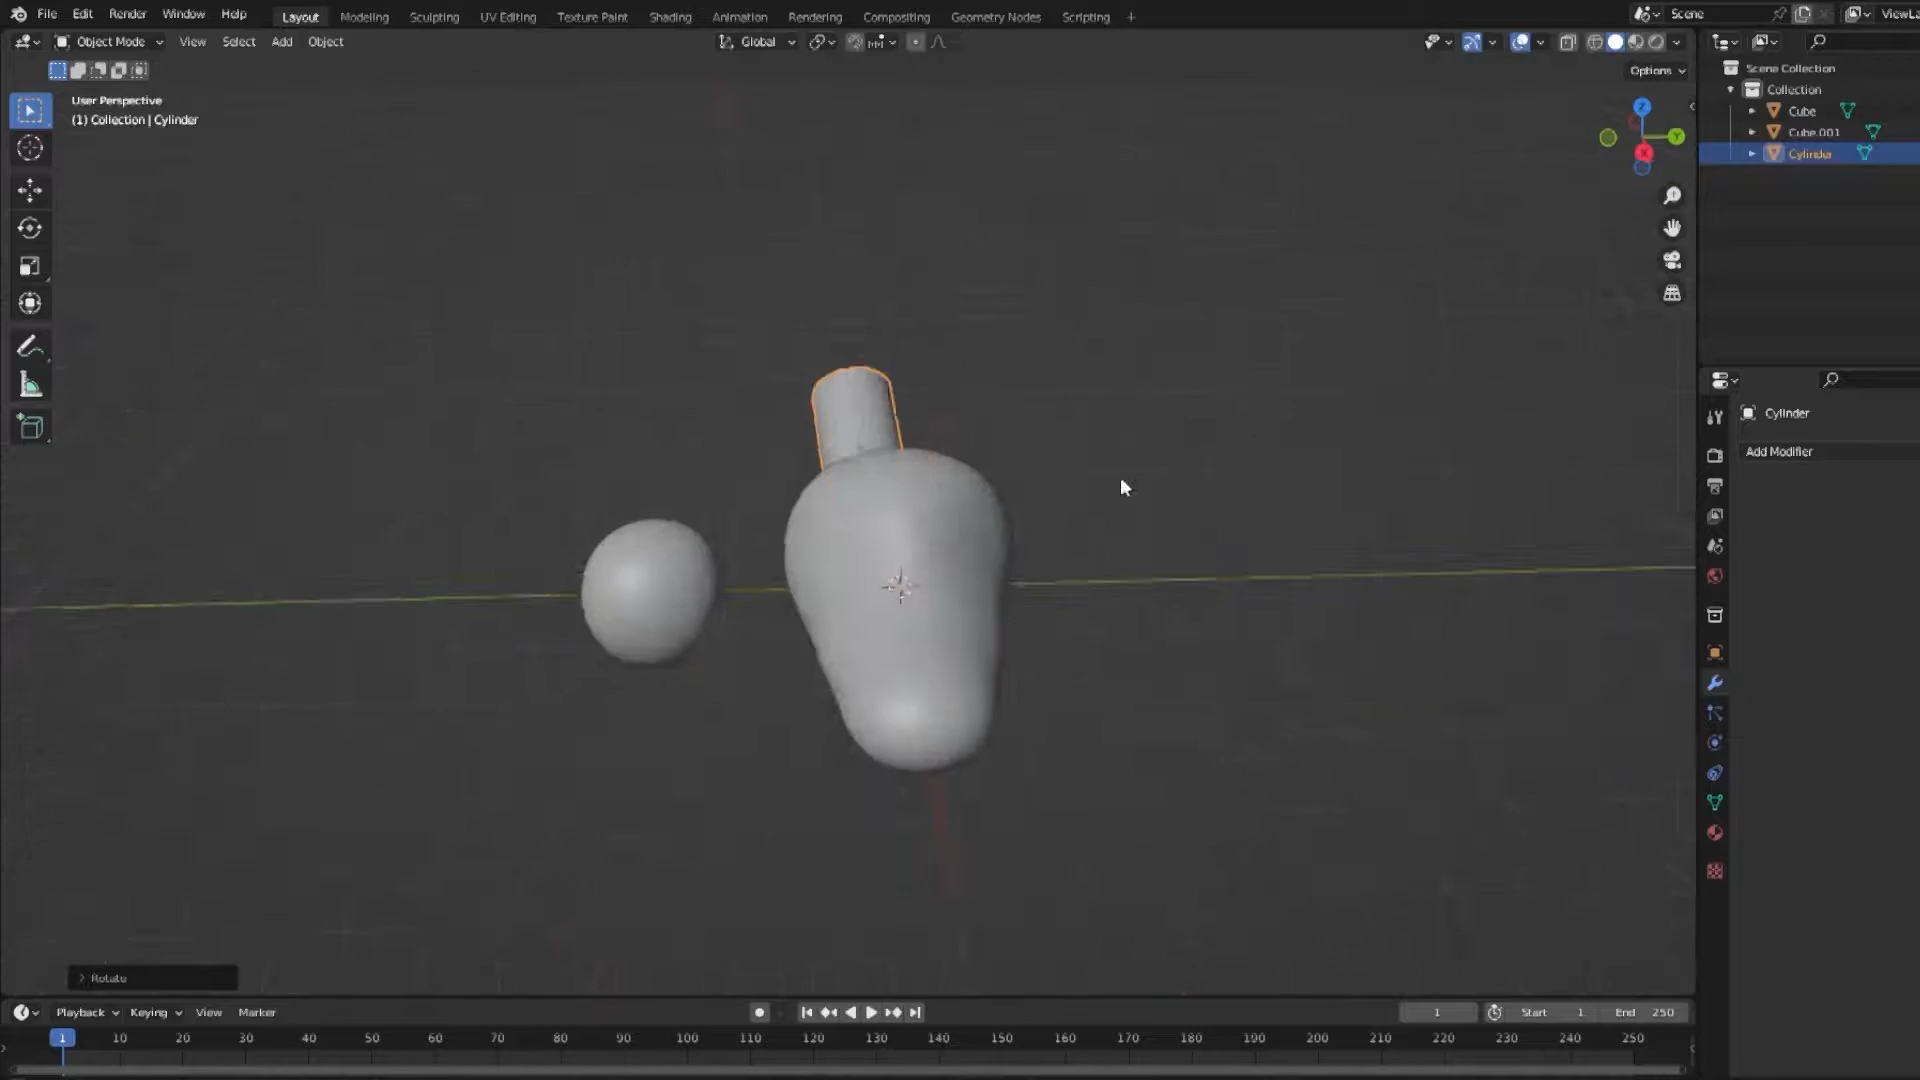 File Edit Render Window Help Layout Modeling Sculpting UV Editing Texture Paint Shading Animation Rendering Compositing Geometry Nodes Scripting + Scene ViewLa
Object Mode View Select Add Object Global
Options
User Perspective
(1) Collection | Cylinder
Z
Y
X
Scene Collection
Collection
Cube
Cube.001
Cylinder
Cylinder
Add Modifier
Rotate
Playback Keying View Marker 1 Start 1 End 250
1 10 20 30 40 50 60 70 80 90 100 110 120 130 140 150 160 170 180 190 200 210 220 230 240 250